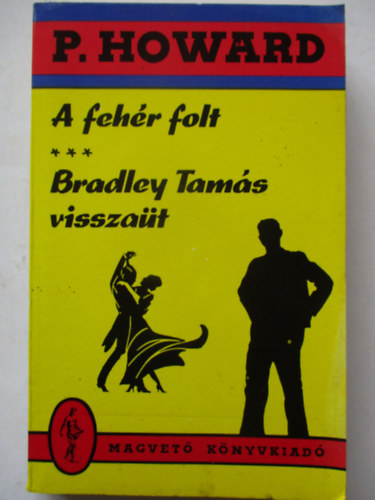 P. HOWARD
A fehér folt
***
Bradley Tamás
visszaüt
MAGVETŐ KÖNYVKIADÓ